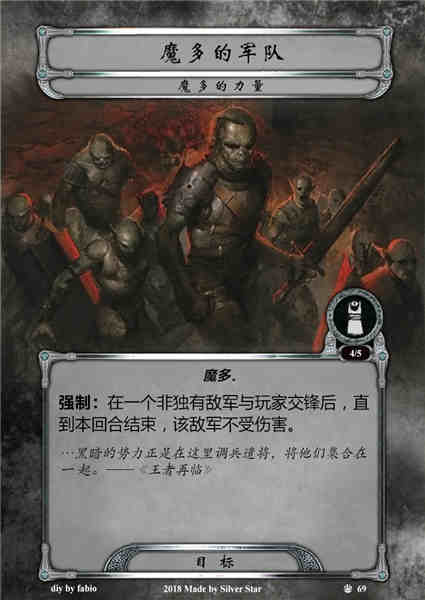 魔多的军队
魔多的力量
4/5
魔多.
强制：在一个非独有敌军与玩家交锋后，直
到本回合结束，该敌军不受伤害。
…黑暗的势力正是在这里调兵遣将，将他们集合在
一起。——《王者再临》
目标
diy by fabio
2018 Made by Silver Star
69